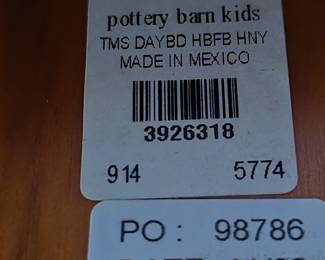 pottery barn kids
TMS DAYBD HBFB HNY
MADE IN MEXICO
3926318
914 5774
PO : 98786